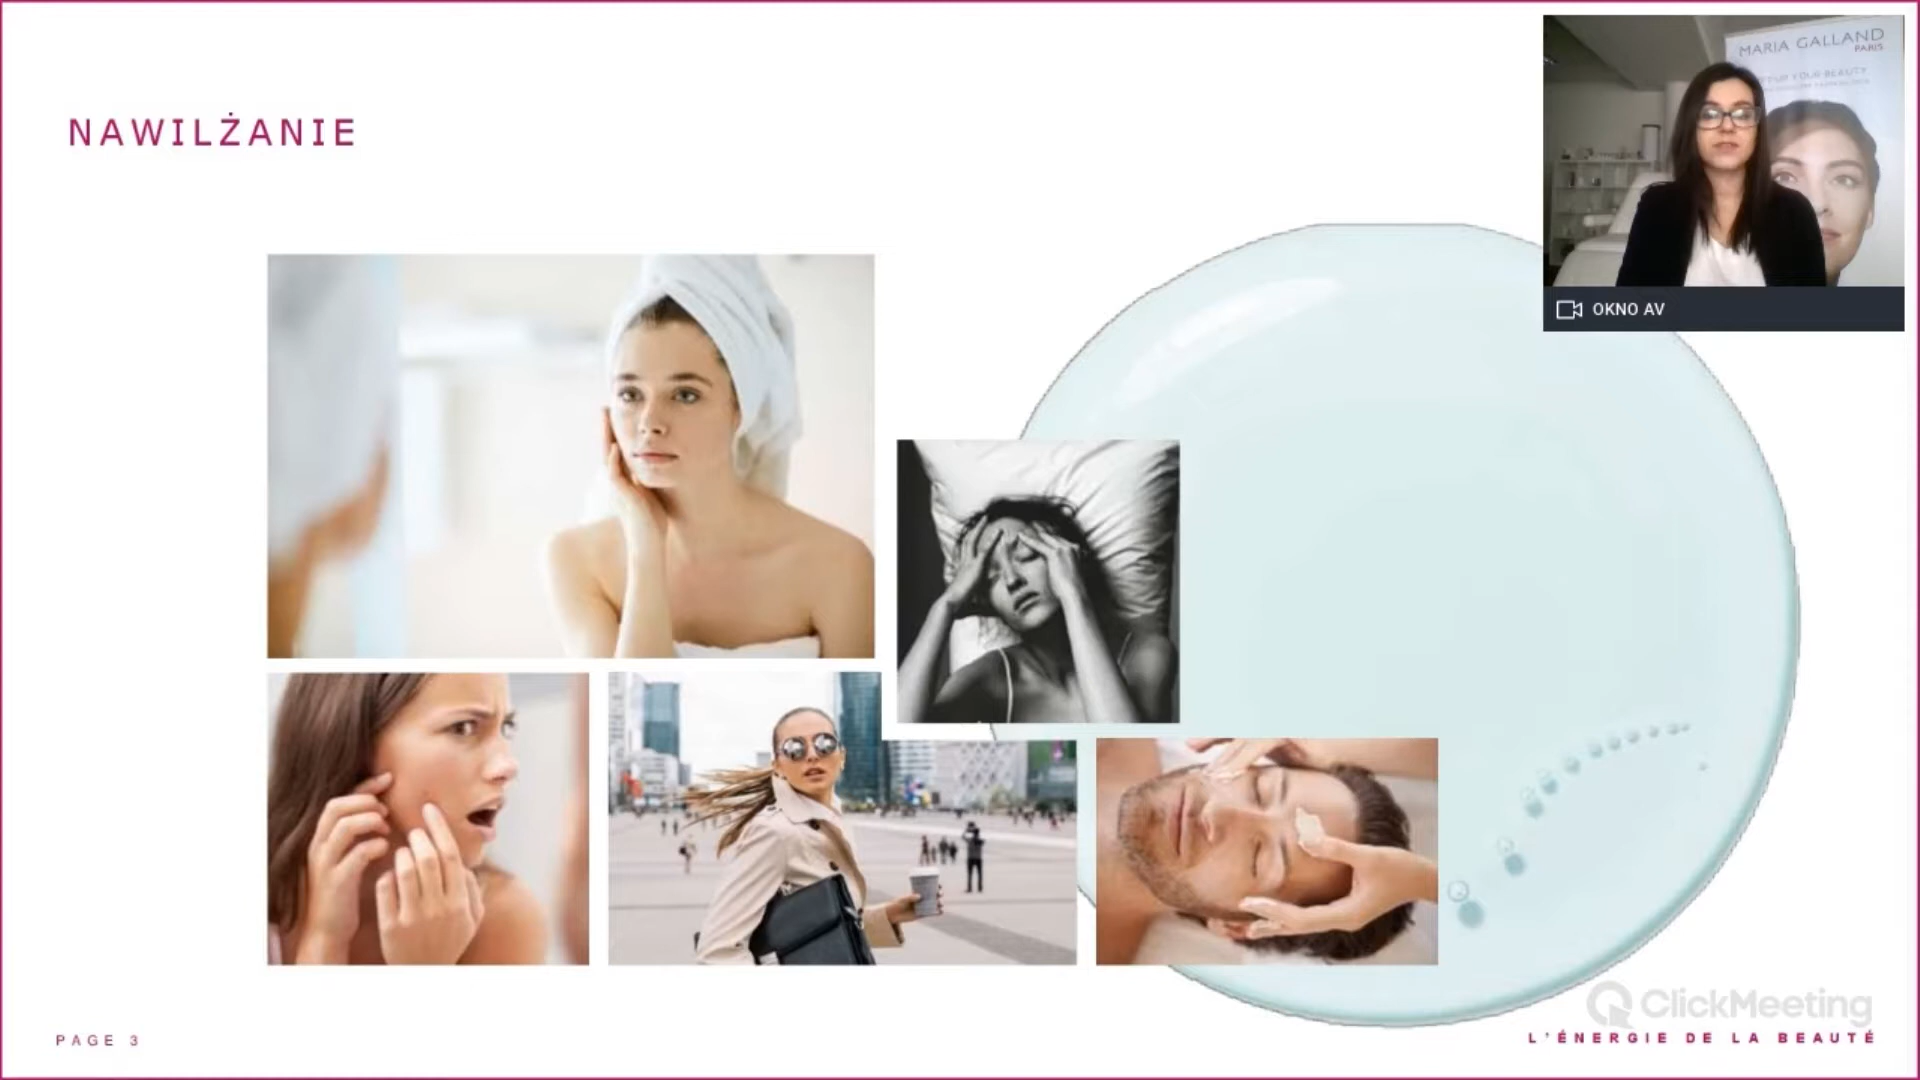 NAWILŻANIE
MARIA GALLAND
PARIS
OKNO AV
ClickMeeting
PAGE 3
L'ÉNERGIE DE LA BEAUTÉ